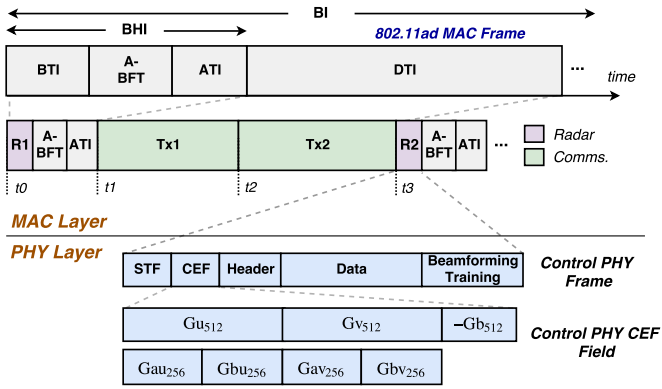 BI
BHI
802.11ad MAC Frame
BTI
A-
BFT
ATI
DTI
...
time
R1
A-
BFT
ATI
Tx1
Tx2
R2
A-
BFT
ATI
...
Radar
Comms.
t0
t1
t2
t3
MAC Layer
PHY Layer
STF
CEF
Header
Data
Beamforming
Training
Control PHY
Frame
Gu512
Gv512
–Gb512
Control PHY CEF
Field
Gau256
Gbu256
Gav256
Gbv256